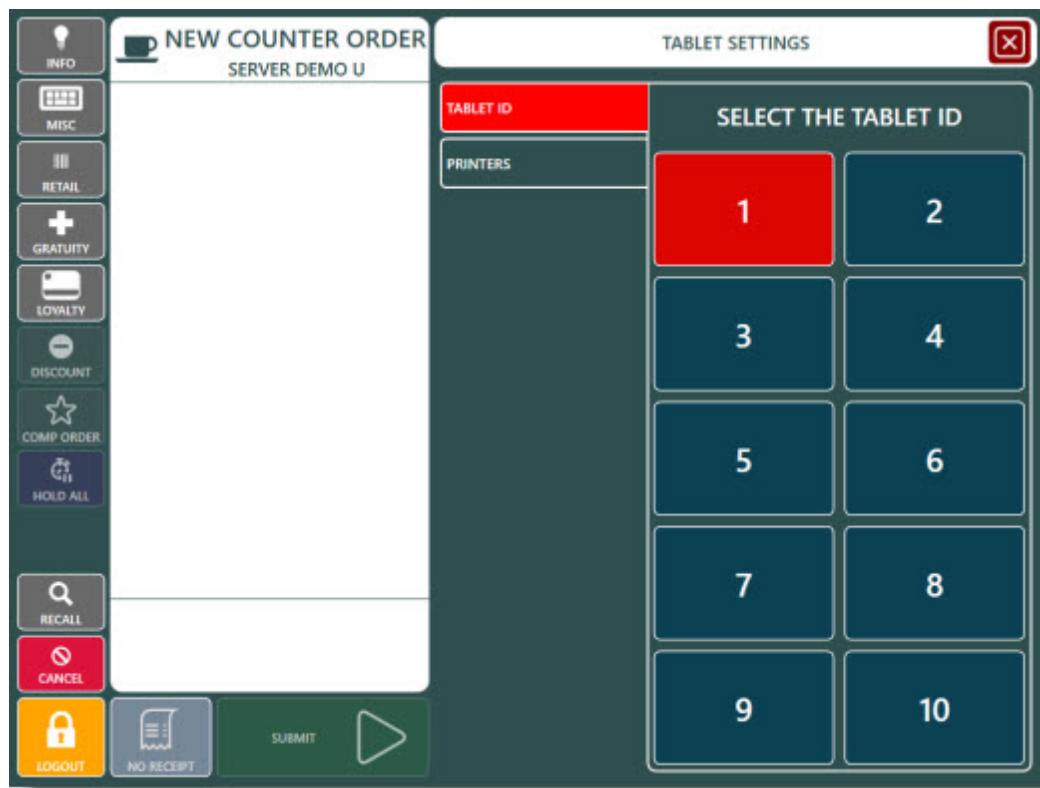 INFO
MISC
RETAIL
GRATUITY
LOYALTY
DISCOUNT
COMP ORDER
HOLD ALL
RECALL
CANCEL
LOGOUT
NEW COUNTER ORDER
SERVER DEMO U
NO RECEIPT
SUBMIT
TABLET SETTINGS
TABLET ID
PRINTERS
SELECT THE TABLET ID
1 2
3 4
5 6
7 8
9 10